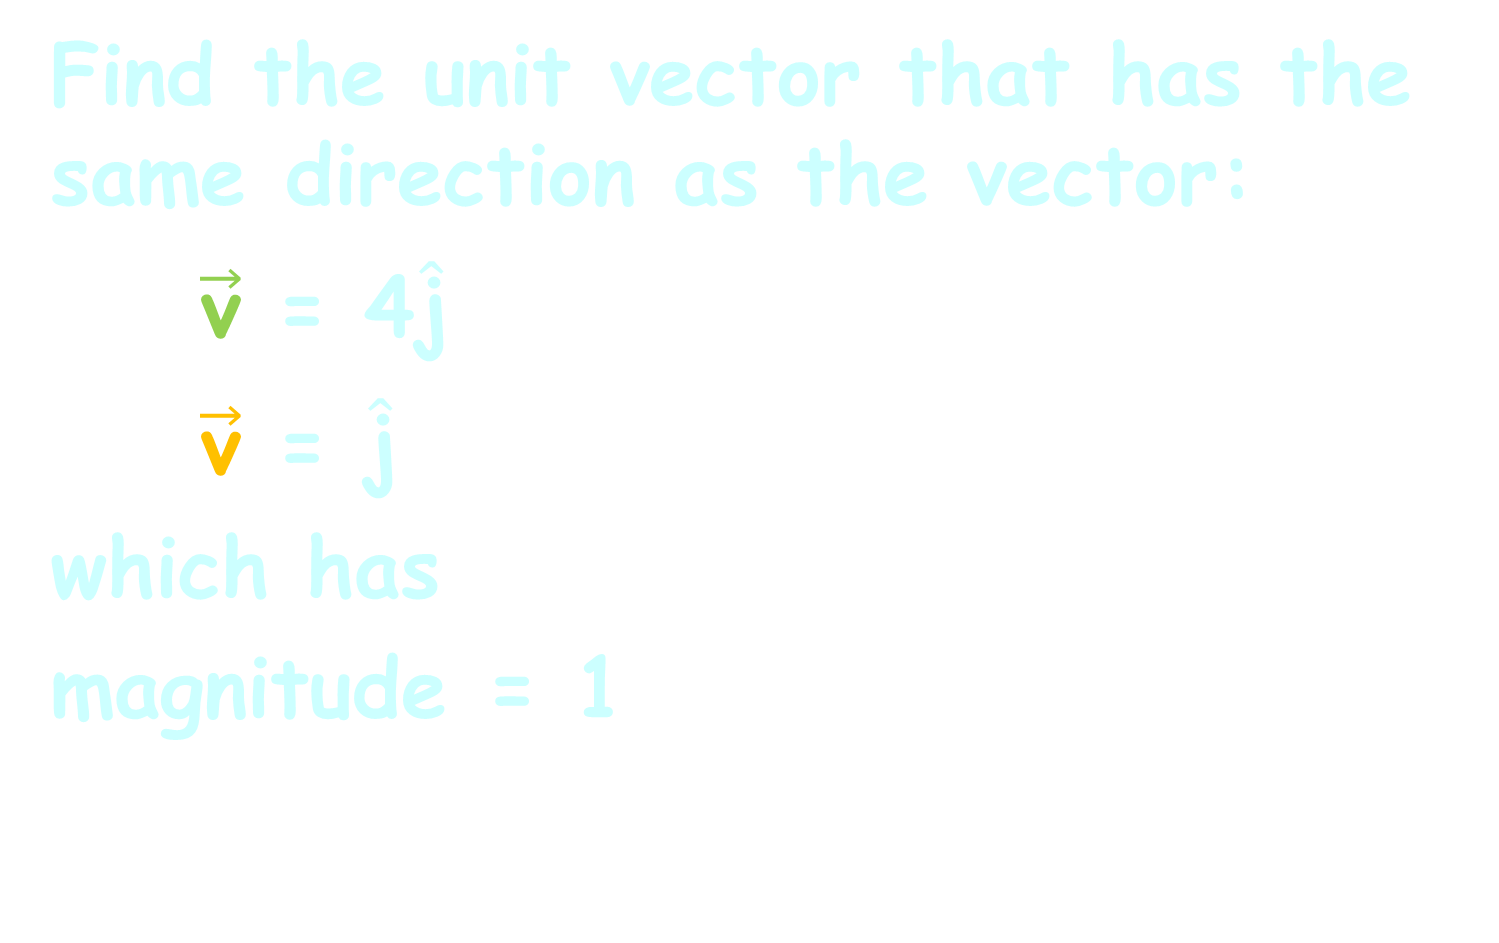 Find the unit vector that has the
same direction as the vector:
v⃗ = 4ĵ
v⃗ = ĵ
which has
magnitude = 1